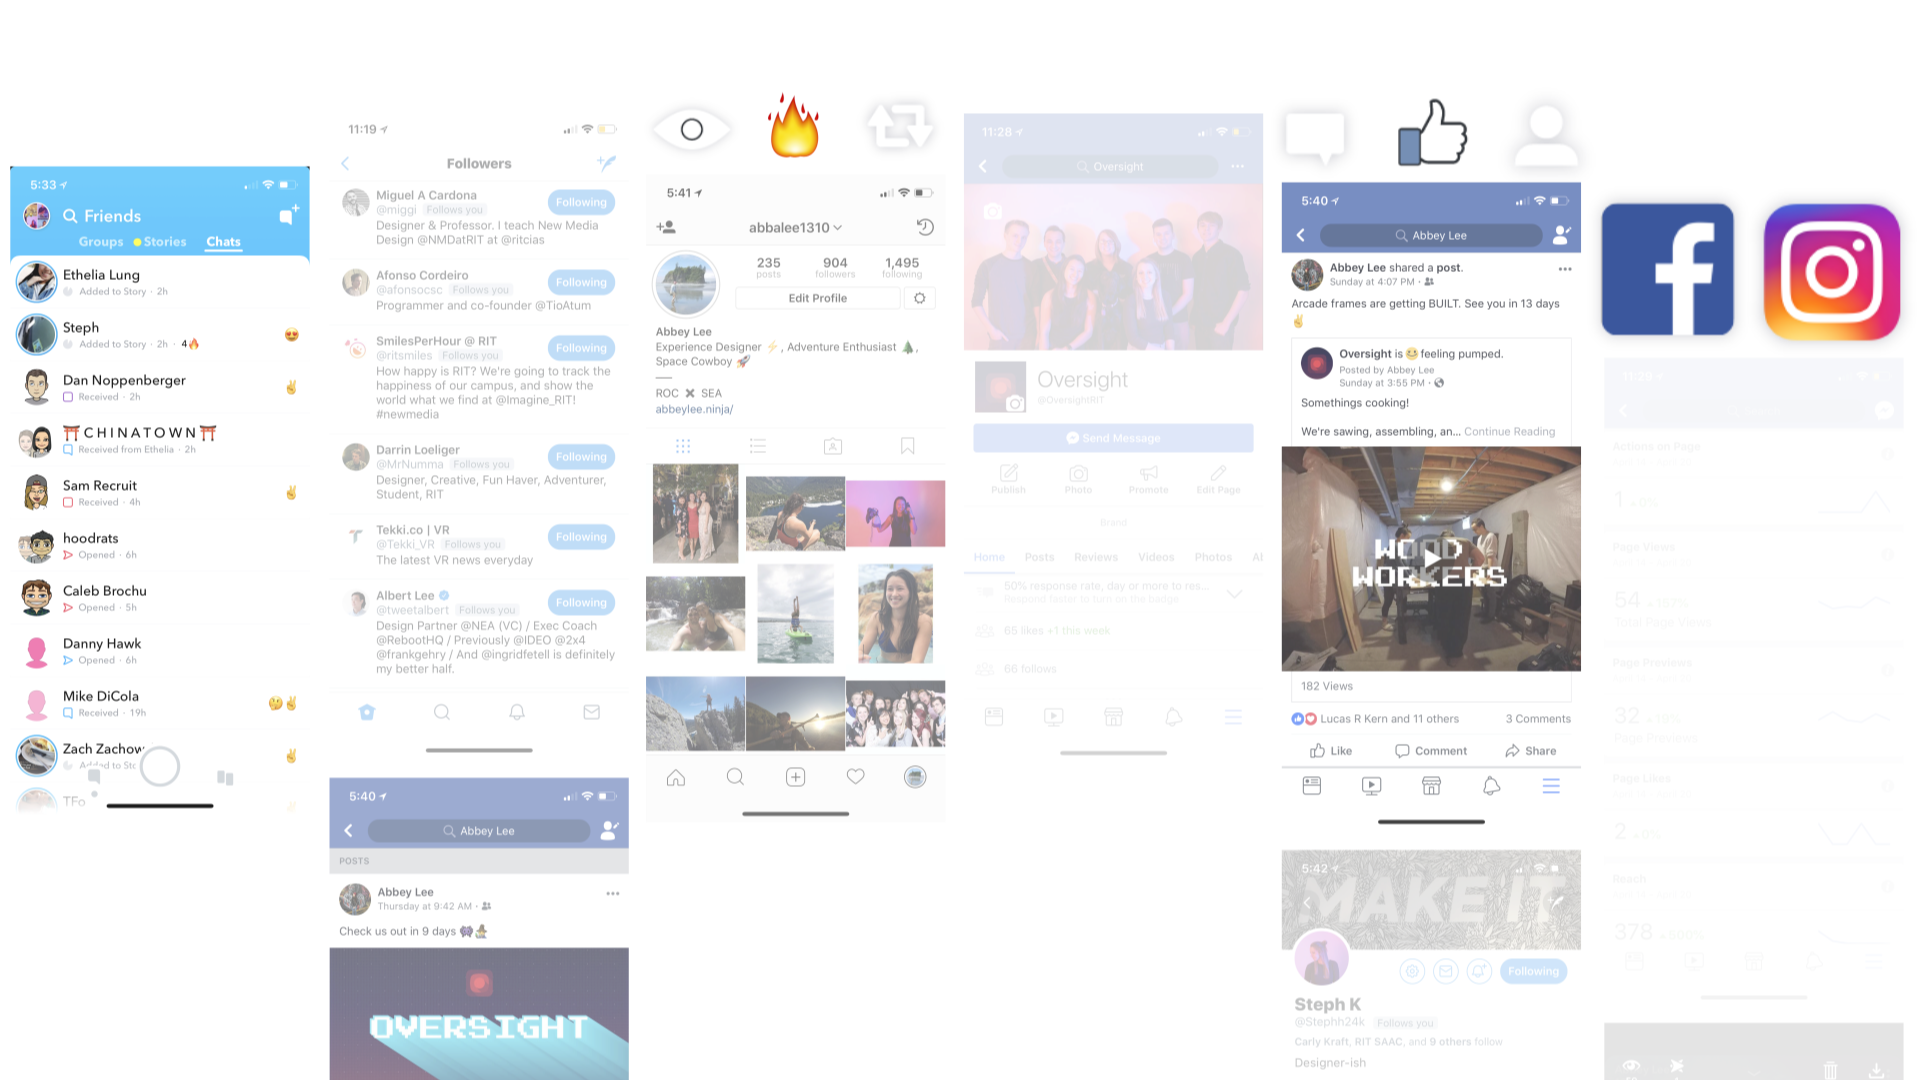 5:33
Friends
Groups Stories Chats
Ethelia Lung
Added to Story · 2h
Steph
Added to Story · 2h · 4
Dan Noppenberger
Received · 2h
CHINATOWN
Received from Ethelia · 2h
Sam Recruit
Received · 4h
hoodrats
Opened · 6h
Caleb Brochu
Opened · 5h
Danny Hawk
Opened · 6h
Mike DiCola
Received · 19h
Zach Zachow
Added to Sto
TFo
11:19
Followers
Miguel A Cardona
@miggi Follows you
Following
Designer & Professor. I teach New Media
Design @NMDatRIT at @ritcias
Afonso Cordeiro
@afonsocsc Follows you
Following
Programmer and co-founder @TioAtum
SmilesPerHour @ RIT
@ritsmiles Follows you
Following
How happy is RIT? We're going to track the
happiness of our campus, and show the
world what we find at @Imagine_RIT!
#newmedia
Darrin Loeliger
@MrNumma Follows you
Following
Designer, Creative, Fun Haver, Adventurer,
Student, RIT
Tekki.co | VR
@Tekki_VR Follows you
Following
The latest VR news everyday
Albert Lee
@tweetalbert Follows you
Following
Design Partner @NEA (VC) / Exec Coach
@RebootHQ / Previously @IDEO @2x4
@frankgehry / And @ingridfetell is definitely
my better half.
5:40
Abbey Lee
POSTS
Abbey Lee
Thursday at 9:42 AM ·
Check us out in 9 days
OVERSIGHT
5:41
abbalee1310
235 904 1,495
posts followers following
Edit Profile
Abbey Lee
Experience Designer ⚡, Adventure Enthusiast 🌲,
Space Cowboy 🚀
—
ROC ✖ SEA
abbeylee.ninja/
11:28
Oversight
Oversight
@OversightRIT
Send Message
Publish Photo Promote Edit Page
Brand
Home Posts Reviews Videos Photos Al
50% response rate, day or more to res...
Respond faster to turn on the badge
65 likes +1 this week
66 follows
5:40
Abbey Lee
Abbey Lee shared a post.
Sunday at 4:07 PM ·
Arcade frames are getting BUILT. See you in 13 days
✌
Oversight is 😃 feeling pumped.
Posted by Abbey Lee
Sunday at 3:55 PM ·
Somethings cooking!
We're sawing, assembling, an... Continue Reading
WOOD
WORKERS
182 Views
Lucas R Kern and 11 others 3 Comments
Like Comment Share
5:42
MAKE IT
Following
Steph K
@Stephh24k Follows you
Carly Kraft, RIT SAAC, and 9 others follow
Designer-ish
11:29
Actions on Page
1
Page Views
54
Total Page Views
Page Previews
32
Page Previews
Page Likes
2
Reach
378